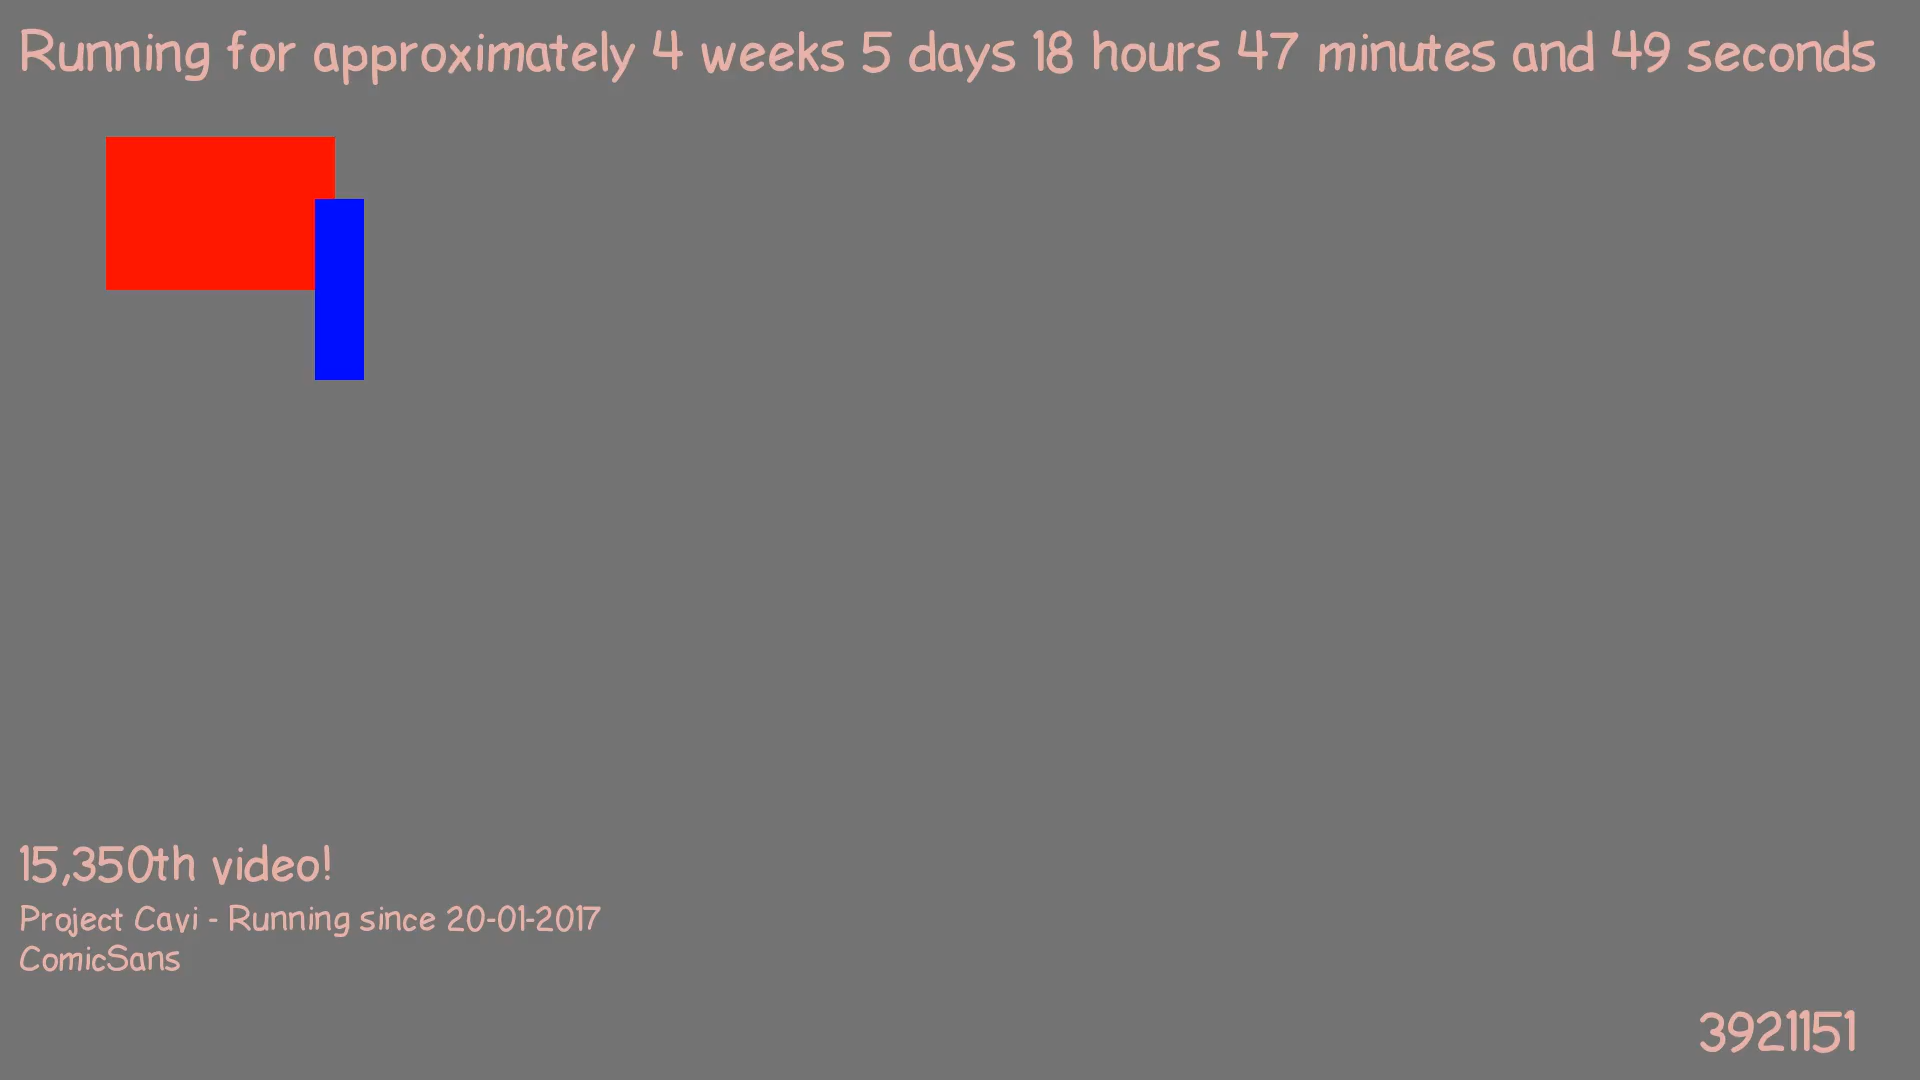 Running for approximately 4 weeks 5 days 18 hours 47 minutes and 49 seconds
15,350th video!
Project Cavi - Running since 20-01-2017
ComicSans
3921151